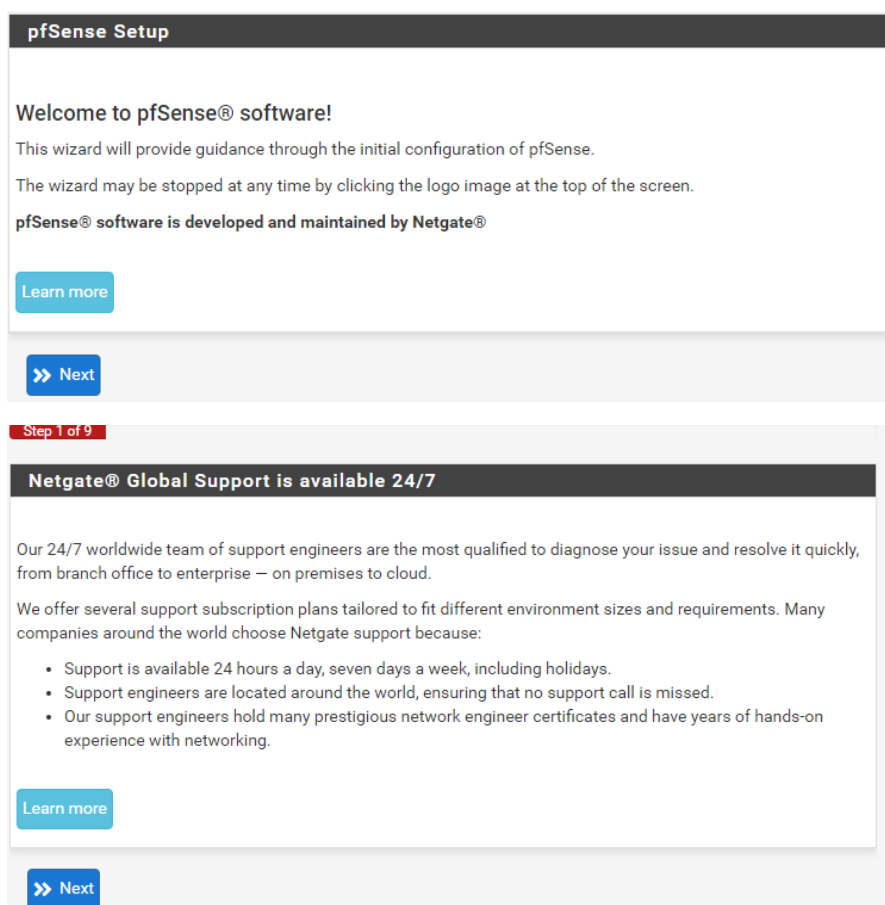 pfSense Setup
Welcome to pfSense® software!
This wizard will provide guidance through the initial configuration of pfSense.
The wizard may be stopped at any time by clicking the logo image at the top of the screen.
pfSense® software is developed and maintained by Netgate®
Learn more
Next
Step 1 of 9
Netgate® Global Support is available 24/7
Our 24/7 worldwide team of support engineers are the most qualified to diagnose your issue and resolve it quickly,
from branch office to enterprise — on premises to cloud.
We offer several support subscription plans tailored to fit different environment sizes and requirements. Many
companies around the world choose Netgate support because:
• Support is available 24 hours a day, seven days a week, including holidays.
• Support engineers are located around the world, ensuring that no support call is missed.
• Our support engineers hold many prestigious network engineer certificates and have years of hands-on
experience with networking.
Learn more
Next